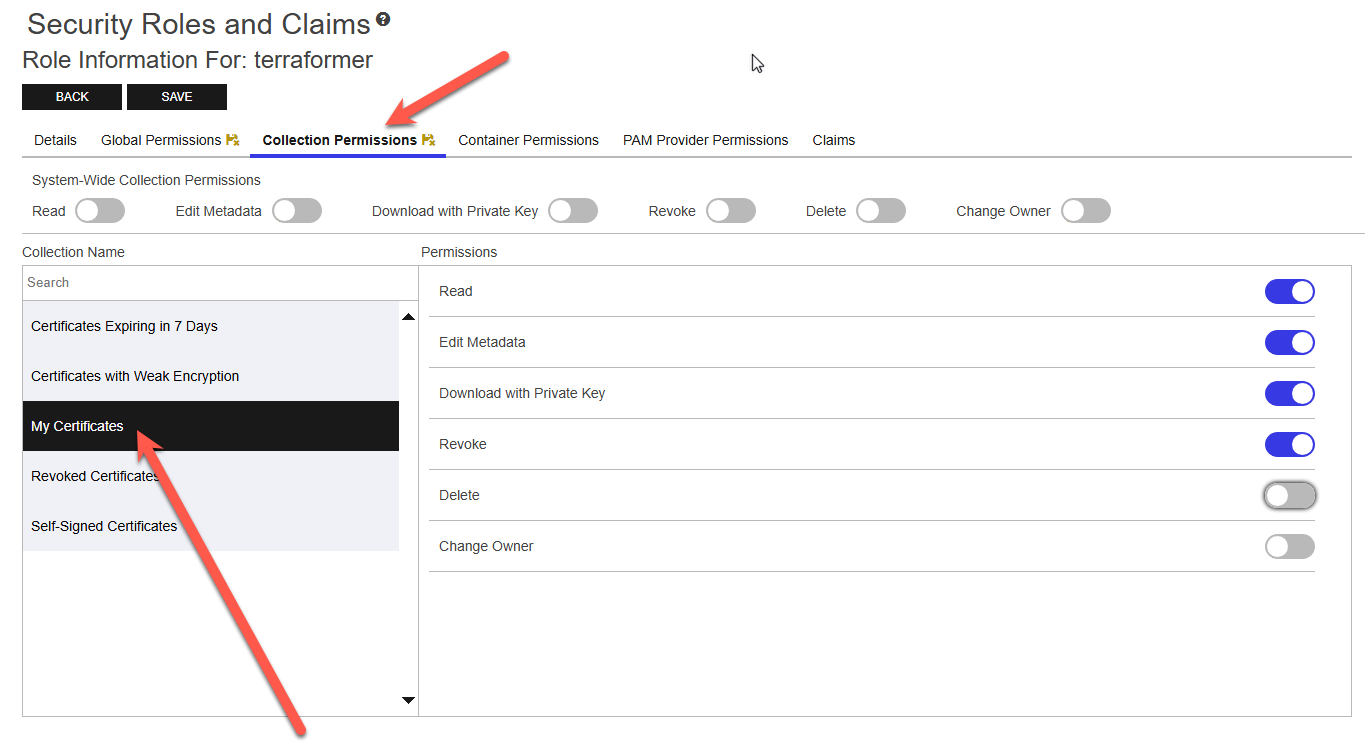 Security Roles and Claims ?
Role Information For: terraformer
BACK SAVE
Details Global Permissions Collection Permissions Container Permissions PAM Provider Permissions Claims
System-Wide Collection Permissions
Read Edit Metadata Download with Private Key Revoke Delete Change Owner
Collection Name Permissions
Search
Certificates Expiring in 7 Days
Certificates with Weak Encryption
My Certificates
Revoked Certificates
Self-Signed Certificates
Read
Edit Metadata
Download with Private Key
Revoke
Delete
Change Owner